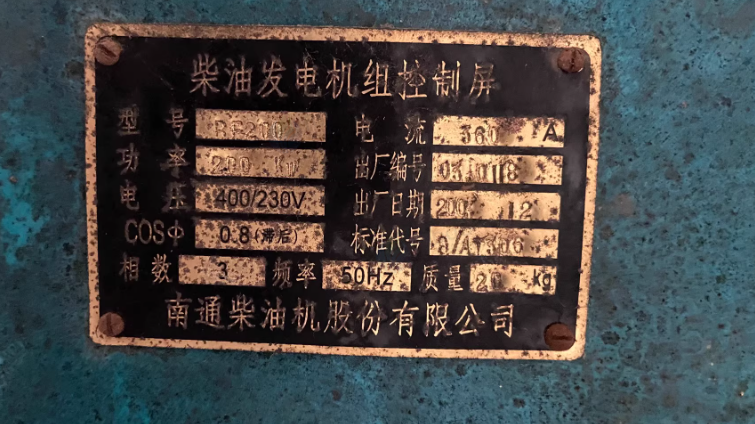 柴油发电机组控制屏
型号 电流 360 A
功率 200 出厂编号
电压 400/230V 出厂日期 12
COSΦ 0.8(滞后) 标准代号
相数 3 频率 50Hz 质量 kg
南通柴油机股份有限公司